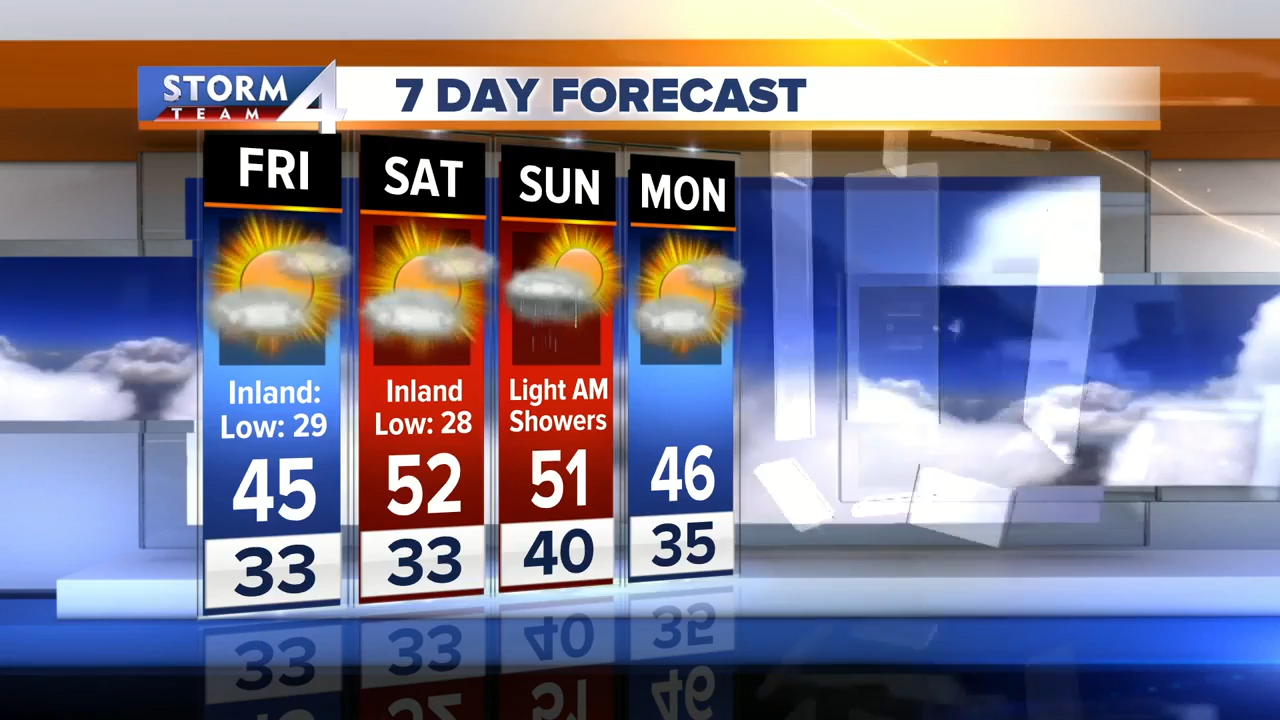 STORM
TEAM
4
7 DAY FORECAST
FRI
Inland:
Low: 29
45
33
SAT
Inland
Low: 28
52
33
SUN
Light AM
Showers
51
40
MON
46
35